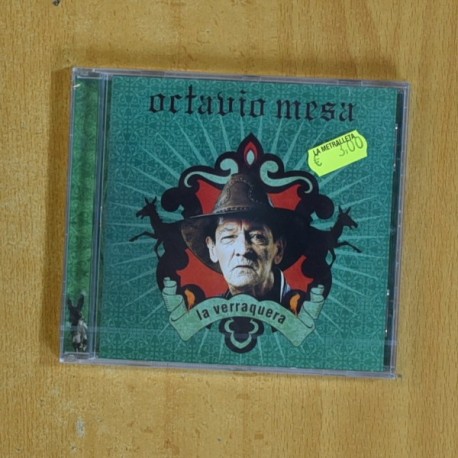 octavio mesa
LA METRALLETA
€ 3,00
la verraquera